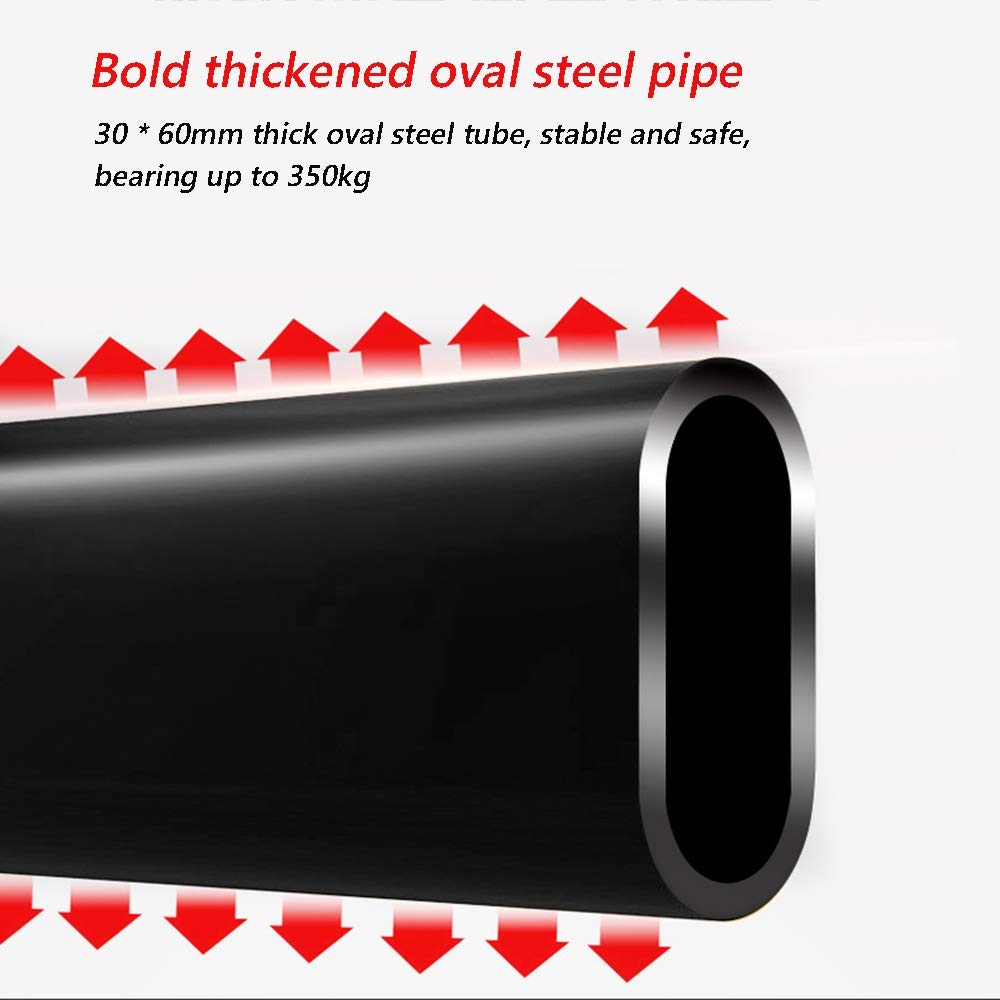 Bold thickened oval steel pipe
30 * 60mm thick oval steel tube, stable and safe,
bearing up to 350kg